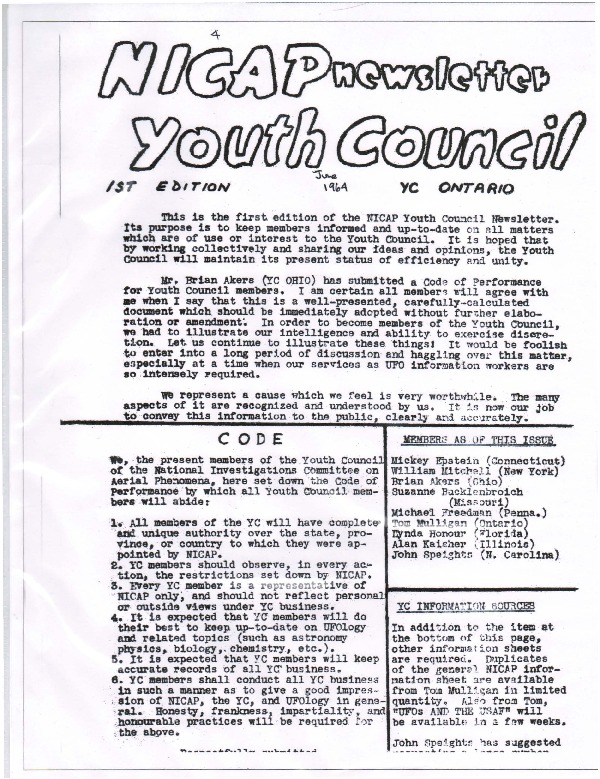 4
NICAP newsletter
Youth Council
June
1ST EDITION 1964 YC ONTARIO
This is the first edition of the NICAP Youth Council Newsletter.
Its purpose is to keep members informed and up-to-date on all matters
which are of use or interest to the Youth Council. It is hoped that
by working collectively and sharing our ideas and opinions, the Youth
Council will maintain its present status of efficiency and unity.
Mr. Brian Akers (YC OHIO) has submitted a Code of Performance
for Youth Council members. I am certain all members will agree with
me when I say that this is a well-presented, carefully-calculated
document which should be immediately adopted without further elabo-
ration or amendment. In order to become members of the Youth Council,
we had to illustrate our intelligence and ability to exercise discre-
tion. Let us continue to illustrate these things! It would be foolish
to enter into a long period of discussion and haggling over this matter,
especially at a time when our services as UFO information workers are
so intensely required.
We represent a cause which we feel is very worthwhile. The many
aspects of it are recognized and understood by us. It is now our job
to convey this information to the public, clearly and accurately.
CODE
We, the present members of the Youth Council
of the National Investigations Committee on
Aerial Phenomena, here set down the Code of
Performance by which all Youth Council mem-
bers will abide:
1. All members of the YC will have complete
and unique authority over the state, pro-
vince, or country to which they were ap-
pointed by NICAP.
2. YC members should observe, in every ac-
tion, the restrictions set down by NICAP.
3. Every YC member is a representative of
NICAP only, and should not reflect personal
or outside views under YC business.
4. It is expected that YC members will do
their best to keep up-to-date on UFOlogy
and related topics (such as astronomy
physics, biology, chemistry, etc.).
5. It is expected that YC members will keep
accurate records of all YC business.
6. YC members shall conduct all YC business
in such a manner as to give a good impres-
sion of NICAP, the YC, and UFOlogy in gene-
ral. Honesty, frankness, impartiality, and
honourable practices will be required for
the above.
Respectfully submitted
MEMBERS AS OF THIS ISSUE
Mickey Epstein (Connecticut)
William Mitchell (New York)
Brian Akers (Ohio)
Suzanne Backlenbroich
(Missouri)
Michael Freedman (Penna.)
Tom Mulligan (Ontario)
Lynda Honour (Florida)
Alan Kaisher (Illinois)
John Speights (N. Carolina)
YC INFORMATION SOURCES
In addition to the item at
the bottom of this page,
other information sheets
are required. Duplicates
of the general NICAP infor-
mation sheet are available
from Tom Mulligan in limited
quantity. Also from Tom,
"UFOs AND THE USAF" will
be available in a few weeks.
John Speights has suggested